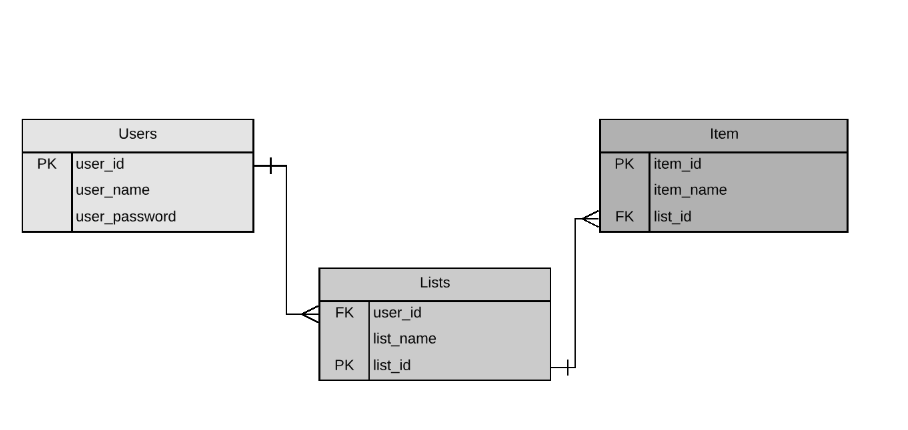 Users
PK user_id
user_name
user_password
Lists
FK user_id
list_name
PK list_id
Item
PK item_id
item_name
FK list_id